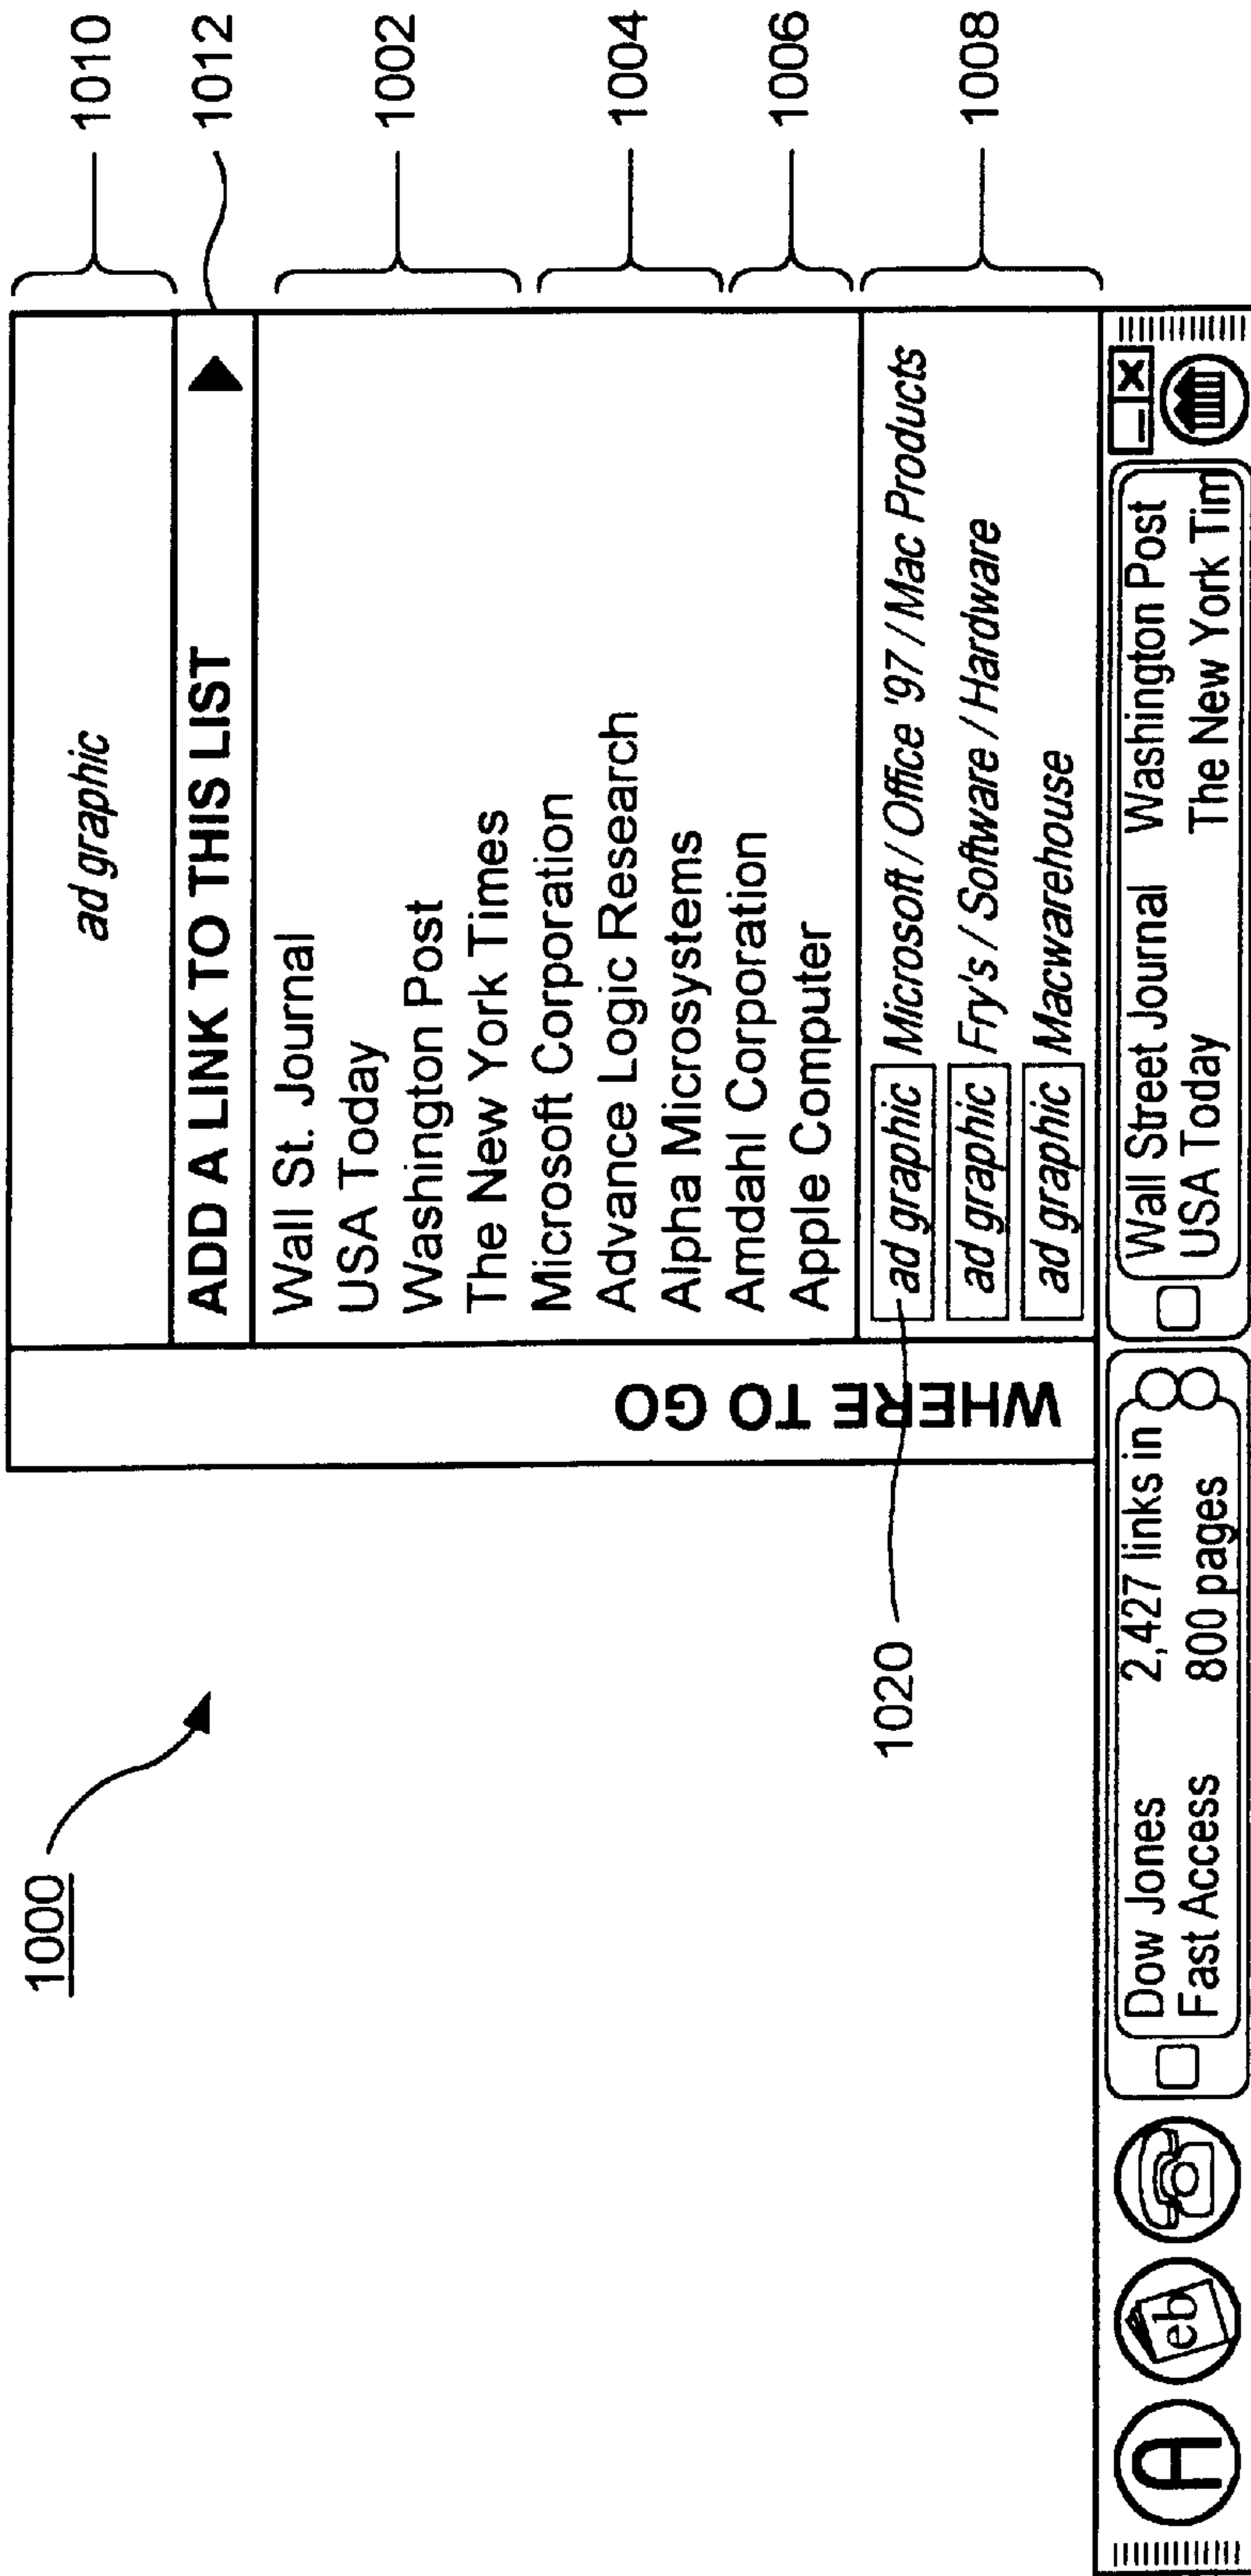 1000
ad graphic
1010
ADD A LINK TO THIS LIST
1012
WHERE TO GO
Wall St. Journal
USA Today
Washington Post
The New York Times
1002
Microsoft Corporation
Advance Logic Research
Alpha Microsystems
1004
Amdahl Corporation
Apple Computer
1006
1020
ad graphic Microsoft / Office '97 / Mac Products
ad graphic Fry's / Software / Hardware
ad graphic Macwarehouse
1008
A
eb
Dow Jones 2,427 links in
Fast Access 800 pages
Wall Street Journal Washington Post
USA Today The New York Tim
_ X